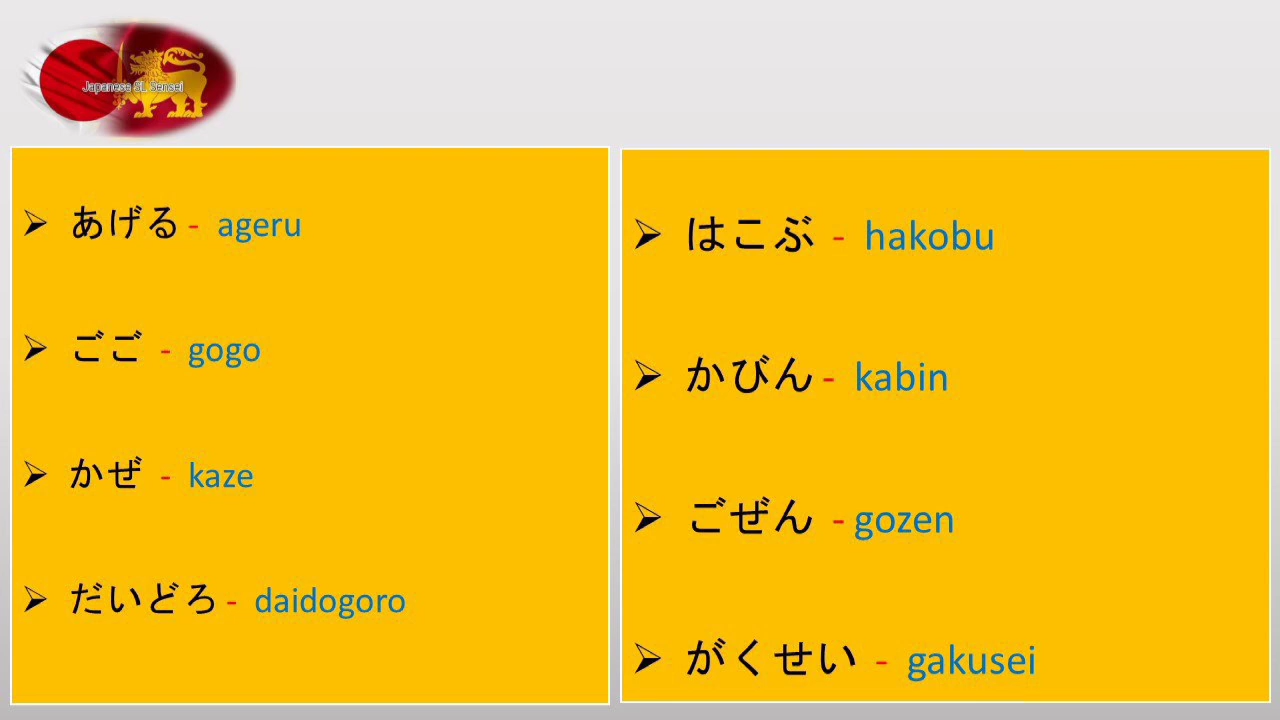 Japanese SL Sensei
➢ あげる - ageru
➢ ごご - gogo
➢ かぜ - kaze
➢ だいどろ - daidogoro
➢ はこぶ - hakobu
➢ かびん - kabin
➢ ごぜん - gozen
➢ がくせい - gakusei